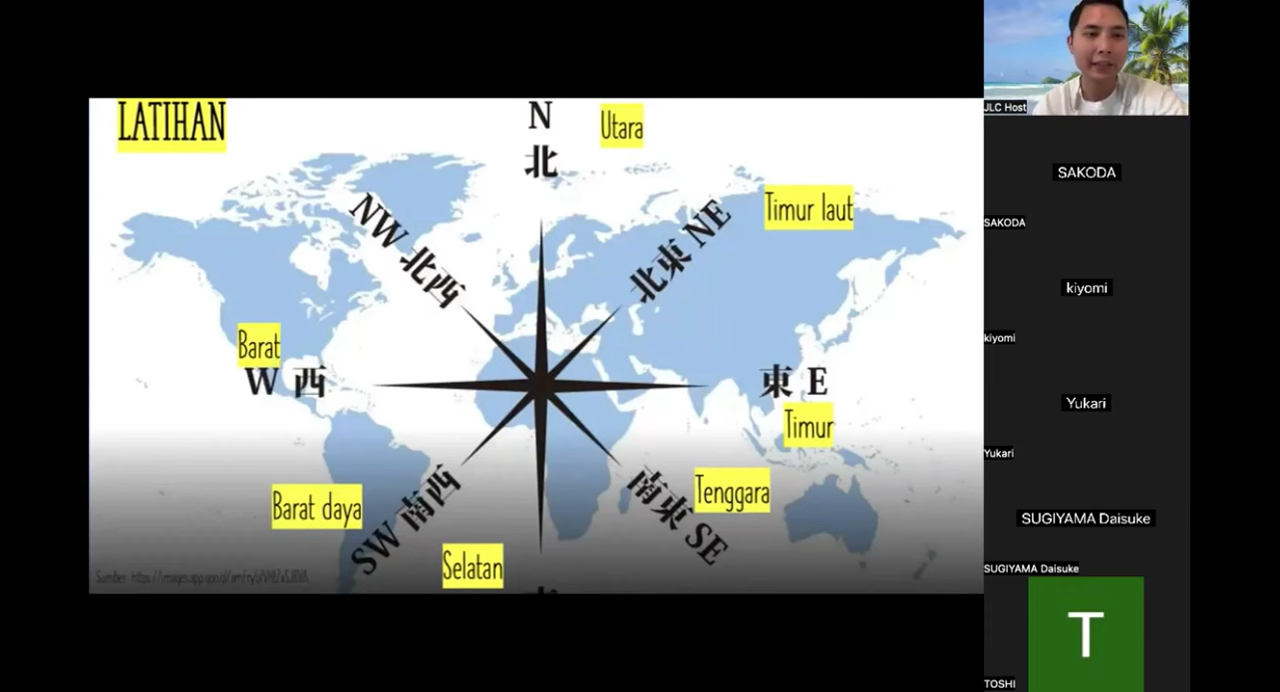 LATIHAN
N
北
Utara
NW 北西
北東 NE
Timur laut
Barat
W 西
東 E
Timur
Barat daya
SW 南西
南東 SE
Tenggara
Selatan
JLC Host
SAKODA
SAKODA
kiyomi
kiyomi
Yukari
Yukari
SUGIYAMA Daisuke
SUGIYAMA Daisuke
T
TOSHI